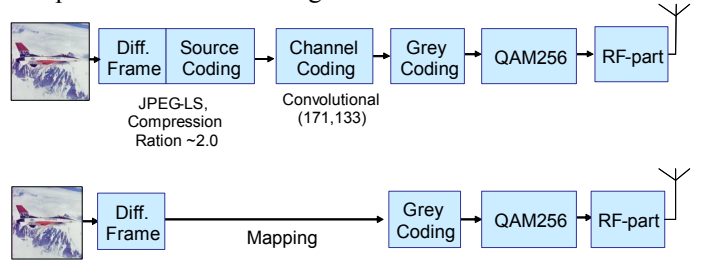 Diff. Frame
Source Coding
Channel Coding
Grey Coding
QAM256
RF-part
JPEG-LS,
Compression
Ration ~2.0
Convolutional
(171,133)
Diff. Frame
Mapping
Grey Coding
QAM256
RF-part